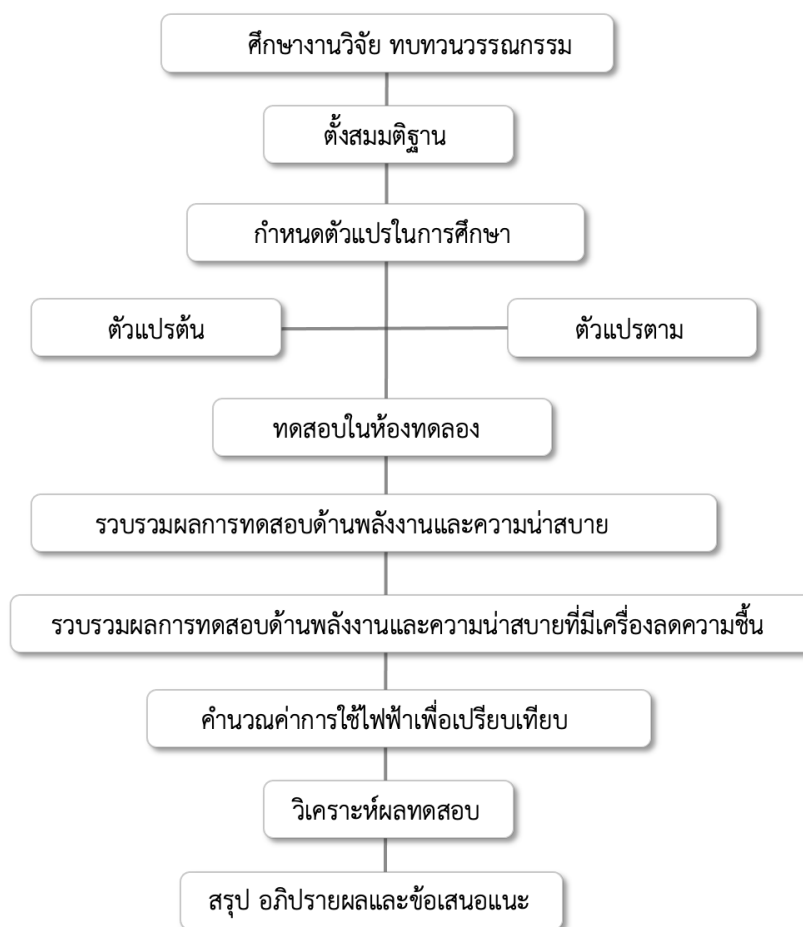 ศึกษางานวิจัย ทบทวนวรรณกรรม
ตั้งสมมติฐาน
กำหนดตัวแปรในการศึกษา
ตัวแปรต้น
ตัวแปรตาม
ทดสอบในห้องทดลอง
รวบรวมผลการทดสอบด้านพลังงานและความน่าสบาย
รวบรวมผลการทดสอบด้านพลังงานและความน่าสบายที่มีเครื่องลดความชื้น
คำนวณค่าการใช้ไฟฟ้าเพื่อเปรียบเทียบ
วิเคราะห์ผลทดสอบ
สรุป อภิปรายผลและข้อเสนอแนะ